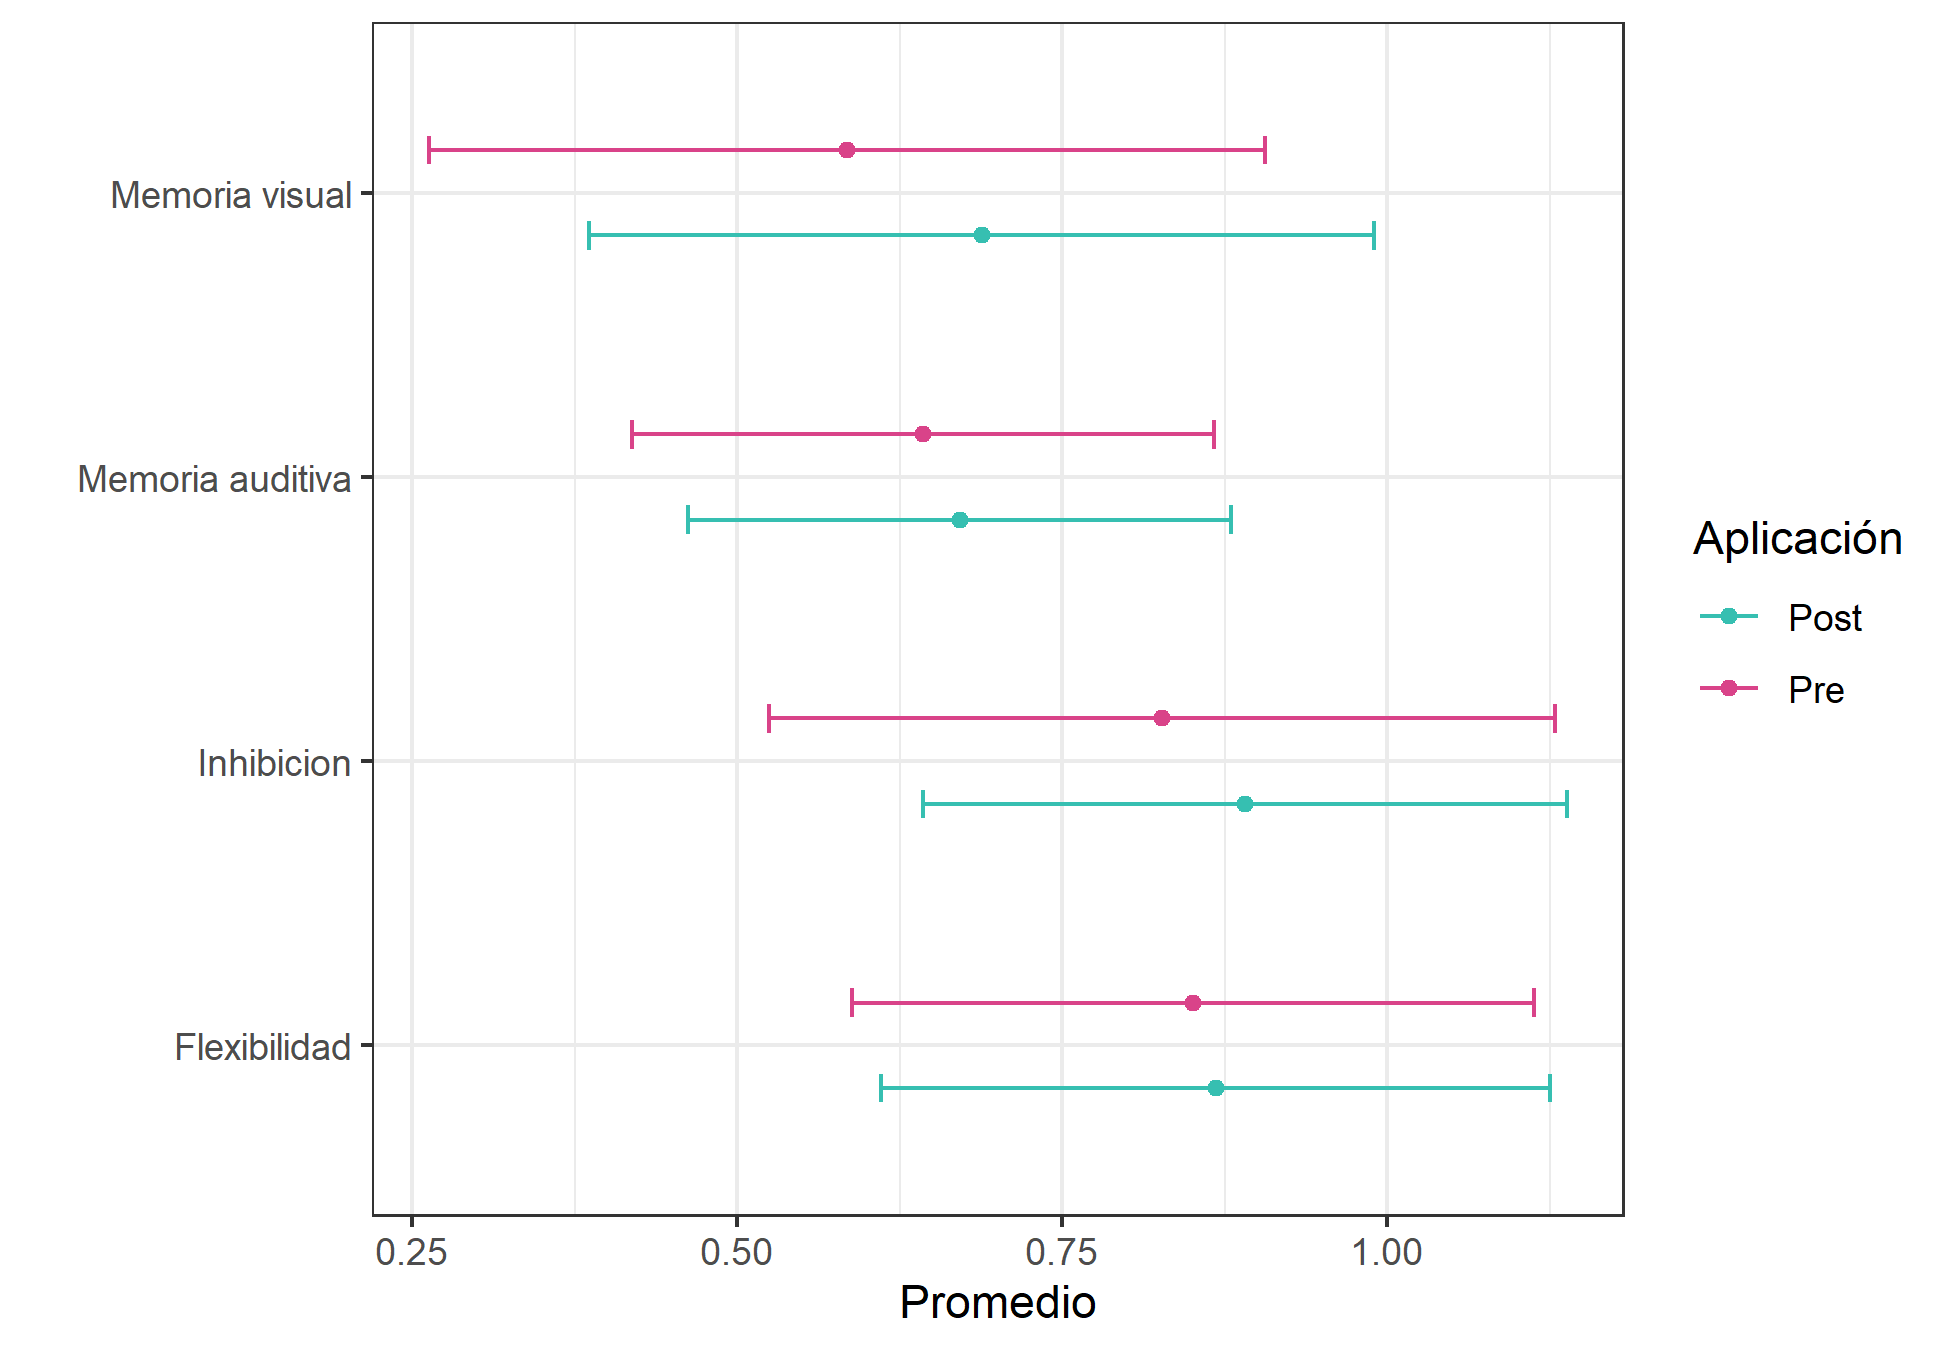 Memoria visual
Memoria auditiva
Inhibicion
Flexibilidad
0.25 0.50 0.75 1.00
Promedio
Aplicación
Post
Pre